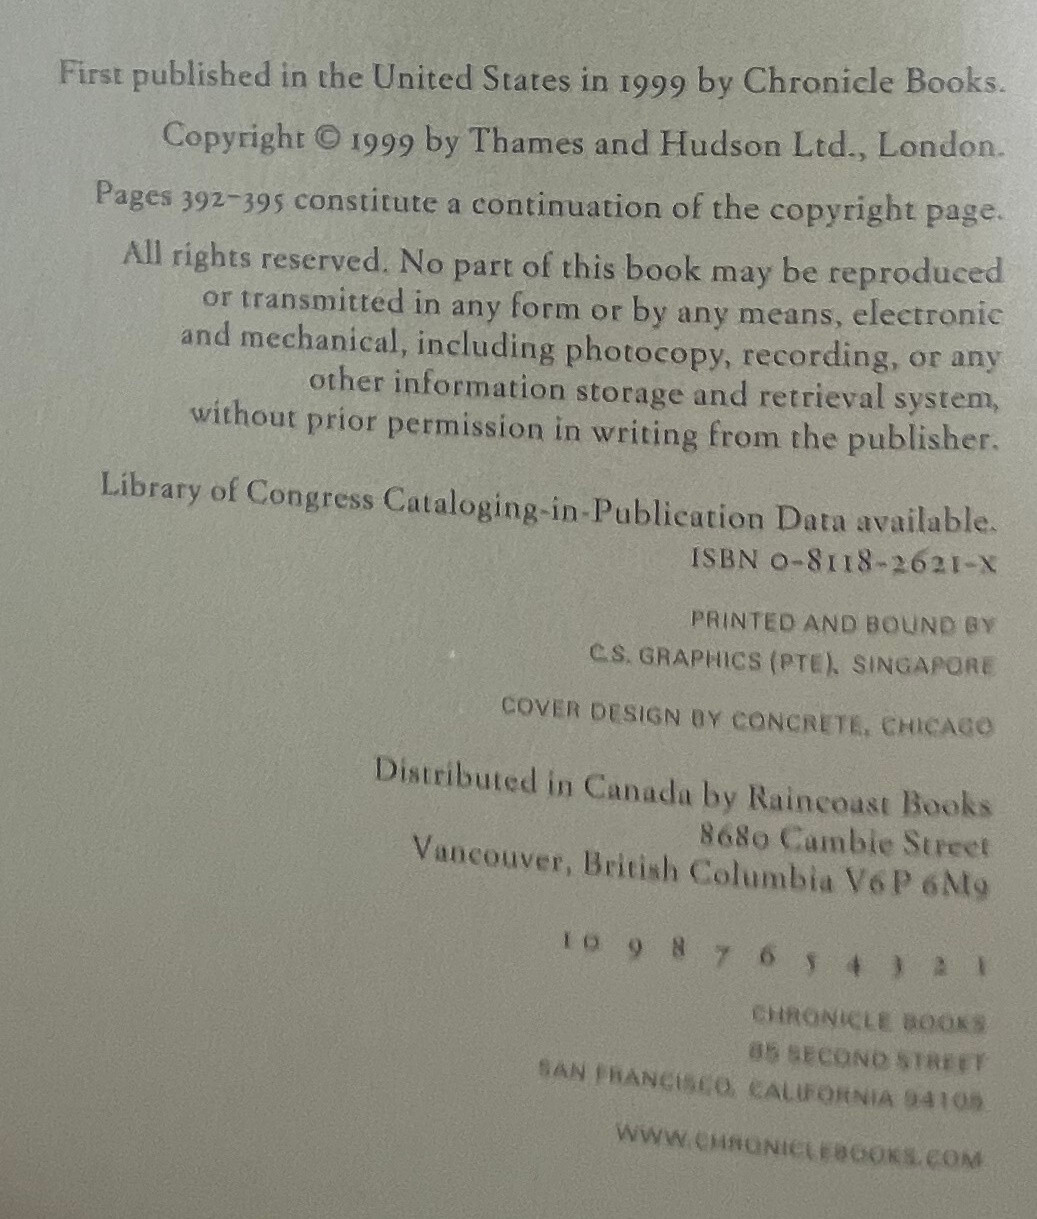 First published in the United States in 1999 by Chronicle Books.
Copyright © 1999 by Thames and Hudson Ltd., London.
Pages 392-395 constitute a continuation of the copyright page.
All rights reserved. No part of this book may be reproduced
or transmitted in any form or by any means, electronic
and mechanical, including photocopy, recording, or any
other information storage and retrieval system,
without prior permission in writing from the publisher.
Library of Congress Cataloging-in-Publication Data available.
ISBN 0-8118-2621-X
PRINTED AND BOUND BY
C.S. GRAPHICS (PTE), SINGAPORE
COVER DESIGN BY CONCRETE, CHICAGO
Distributed in Canada by Raincoast Books
8680 Cambie Street
Vancouver, British Columbia V6P 6M9
10 9 8 7 6 5 4 3 2 1
CHRONICLE BOOKS
85 SECOND STREET
SAN FRANCISCO, CALIFORNIA 94105
WWW.CHRONICLEBOOKS.COM